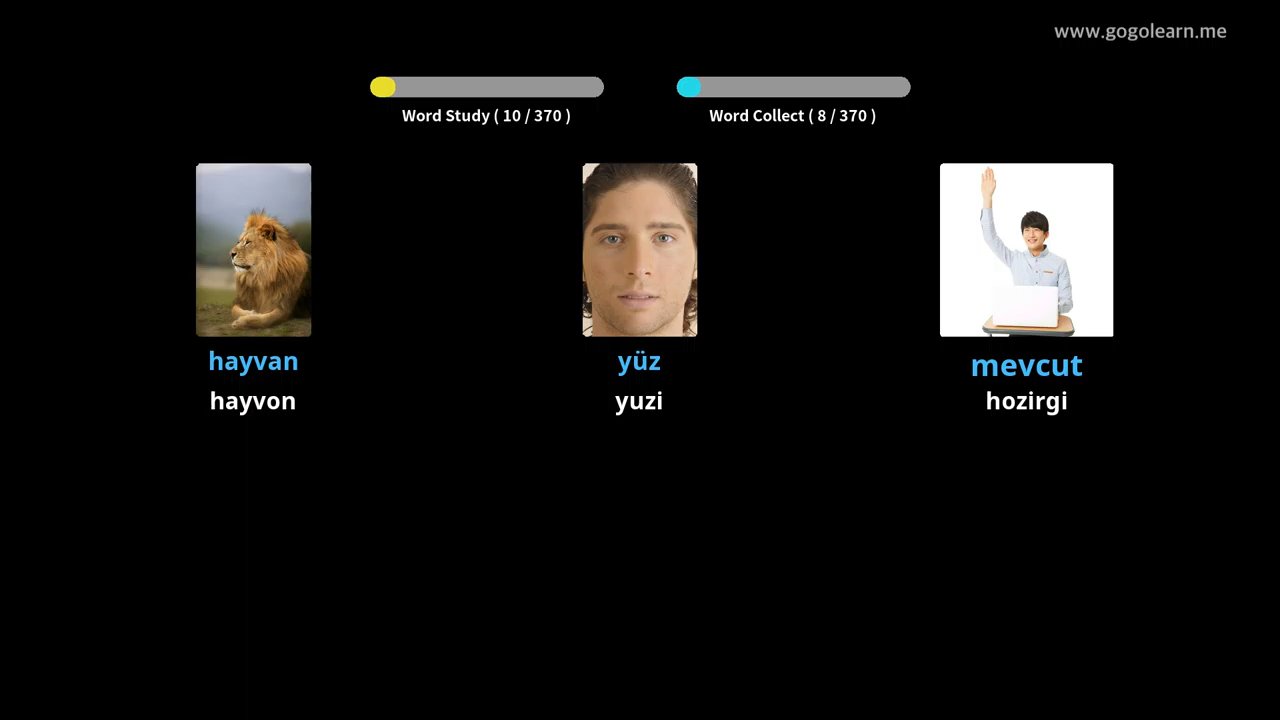 www.gogolearn.me
Word Study ( 10 / 370 )
Word Collect ( 8 / 370 )
hayvan
hayvon
yüz
yuzi
mevcut
hozirgi